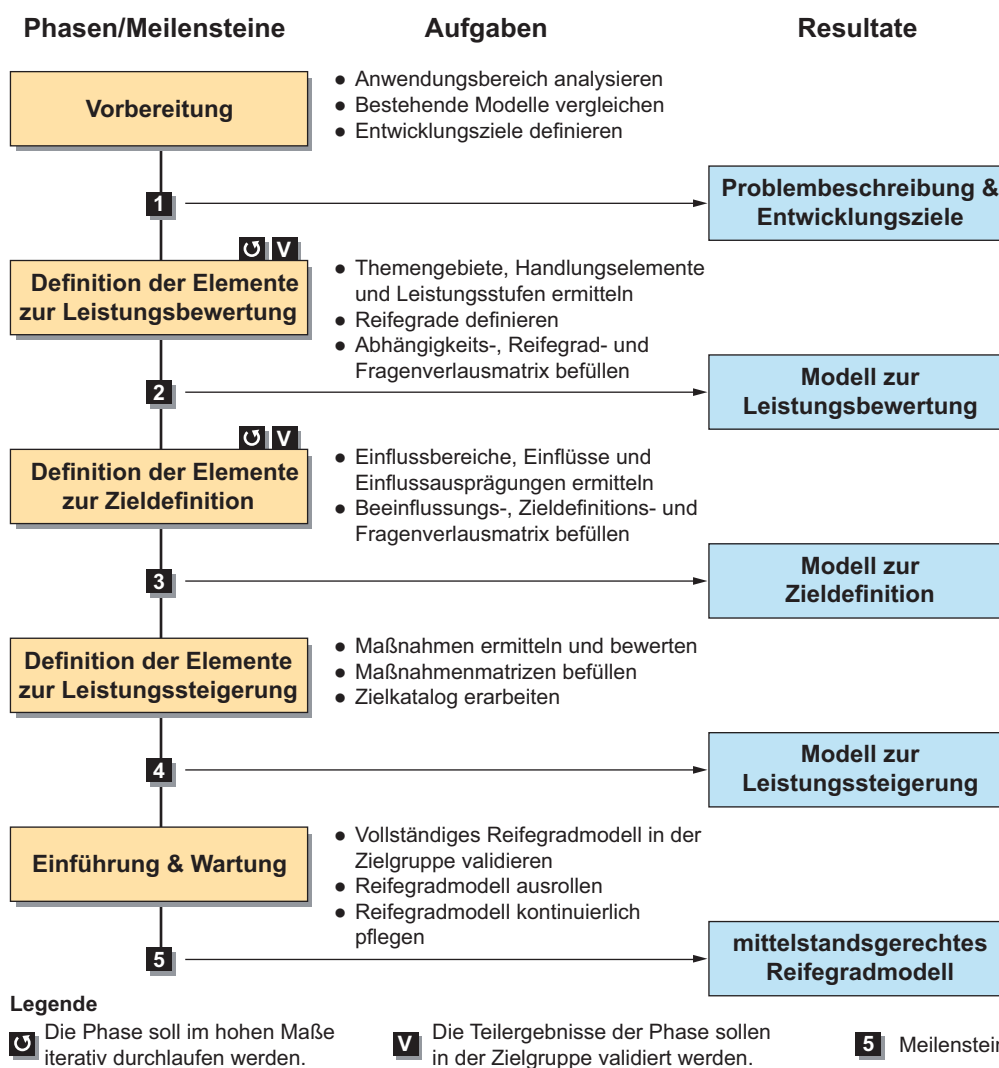 Phasen/Meilensteine
Aufgaben
Resultate
Vorbereitung
● Anwendungsbereich analysieren
● Bestehende Modelle vergleichen
● Entwicklungsziele definieren
1
Problembeschreibung &
Entwicklungsziele
V
Definition der Elemente
zur Leistungsbewertung
● Themengebiete, Handlungselemente
und Leistungsstufen ermitteln
● Reifegrade definieren
● Abhängigkeits-, Reifegrad- und
Fragenverlausmatrix befüllen
2
Modell zur
Leistungsbewertung
V
Definition der Elemente
zur Zieldefinition
● Einflussbereiche, Einflüsse und
Einflussausprägungen ermitteln
● Beeinflussungs-, Zieldefinitions- und
Fragenverlausmatrix befüllen
3
Modell zur
Zieldefinition
Definition der Elemente
zur Leistungssteigerung
● Maßnahmen ermitteln und bewerten
● Maßnahmenmatrizen befüllen
● Zielkatalog erarbeiten
4
Modell zur
Leistungssteigerung
Einführung & Wartung
● Vollständiges Reifegradmodell in der
Zielgruppe validieren
● Reifegradmodell ausrollen
● Reifegradmodell kontinuierlich
pflegen
5
mittelstandsgerechtes
Reifegradmodell
Legende
Die Phase soll im hohen Maße
iterativ durchlaufen werden.
V Die Teilergebnisse der Phase sollen
in der Zielgruppe validiert werden.
5 Meilenstein